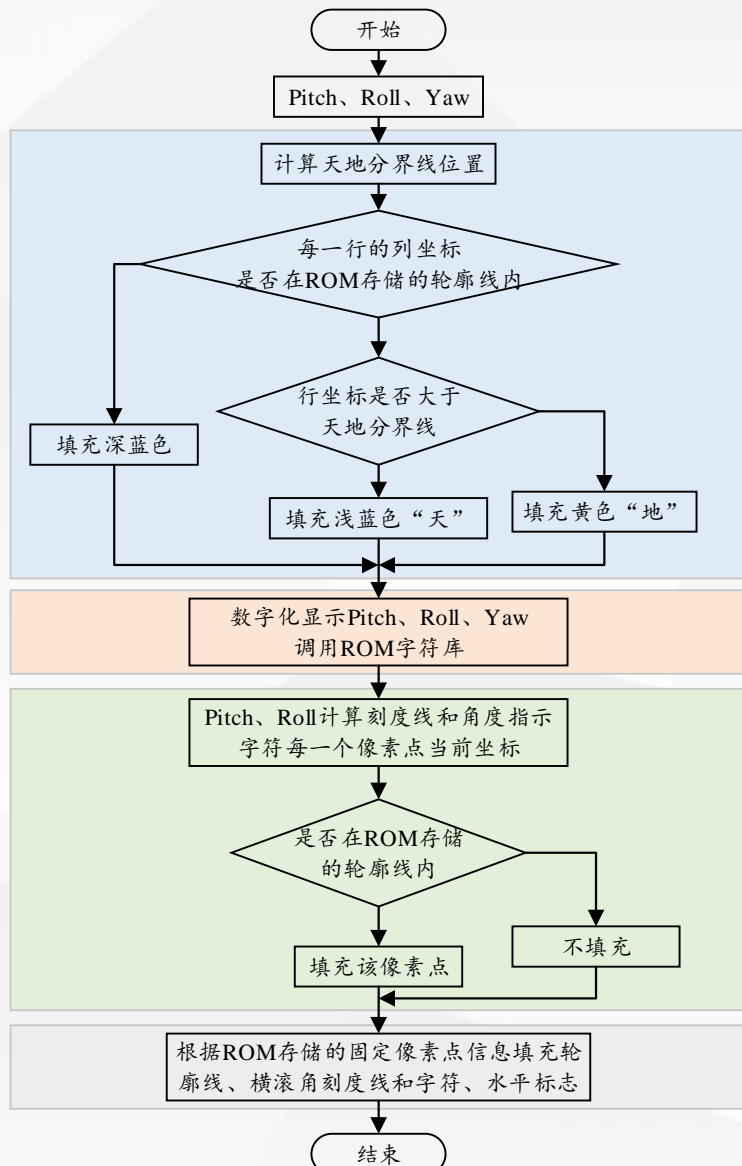 开始
Pitch、Roll、Yaw
计算天地分界线位置
每一行的列坐标
是否在ROM存储的轮廓线内
行坐标是否大于
天地分界线
填充深蓝色
填充浅蓝色“天”
填充黄色“地”
数字化显示Pitch、Roll、Yaw
调用ROM字符库
Pitch、Roll计算刻度线和角度指示
字符每一个像素点当前坐标
是否在ROM存储
的轮廓线内
不填充
填充该像素点
根据ROM存储的固定像素点信息填充轮
廓线、横滚角刻度线和字符、水平标志
结束